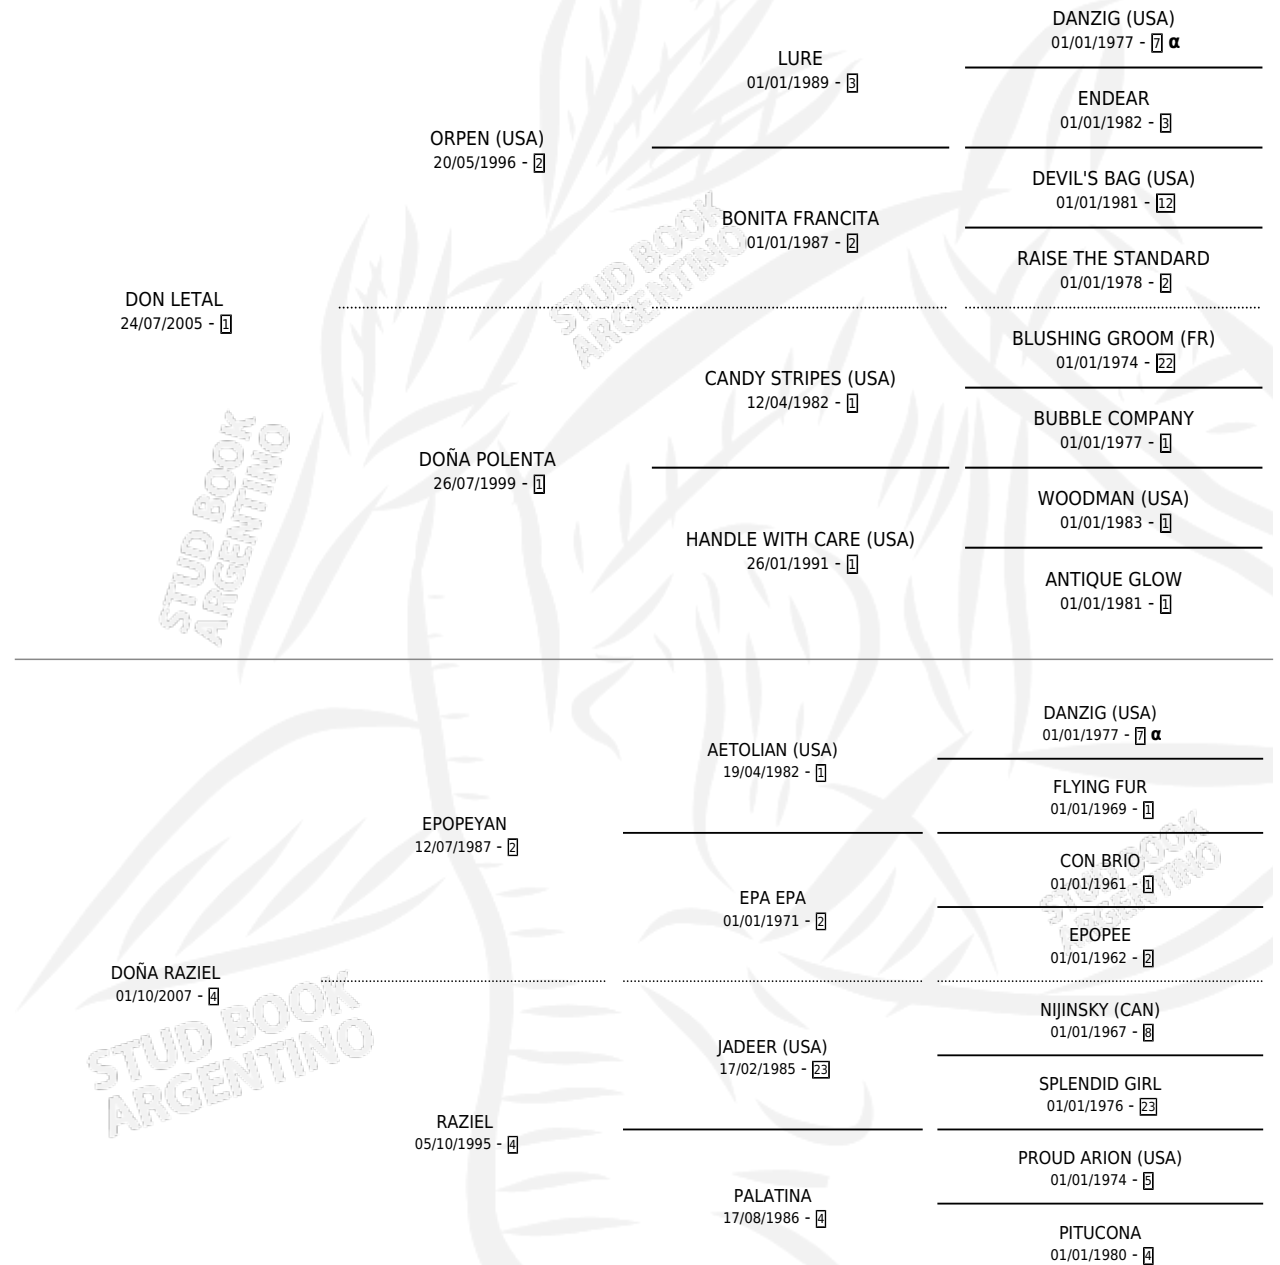 DON LETAL
24/07/2005 - 1
ORPEN (USA)
20/05/1996 - 2
LURE
01/01/1989 - 3
DANZIG (USA)
01/01/1977 - 7 α
ENDEAR
01/01/1982 - 3
BONITA FRANCITA
01/01/1987 - 2
DEVIL'S BAG (USA)
01/01/1981 - 12
RAISE THE STANDARD
01/01/1978 - 2
DOÑA POLENTA
26/07/1999 - 1
CANDY STRIPES (USA)
12/04/1982 - 1
BLUSHING GROOM (FR)
01/01/1974 - 22
BUBBLE COMPANY
01/01/1977 - 1
HANDLE WITH CARE (USA)
26/01/1991 - 1
WOODMAN (USA)
01/01/1983 - 1
ANTIQUE GLOW
01/01/1981 - 1
DOÑA RAZIEL
01/10/2007 - 4
EPOPEYAN
12/07/1987 - 2
AETOLIAN (USA)
19/04/1982 - 1
DANZIG (USA)
01/01/1977 - 7 α
FLYING FUR
01/01/1969 - 1
EPA EPA
01/01/1971 - 2
CON BRIO
01/01/1961 - 1
EPOPEE
01/01/1962 - 2
RAZIEL
05/10/1995 - 4
JADEER (USA)
17/02/1985 - 23
NIJINSKY (CAN)
01/01/1967 - 8
SPLENDID GIRL
01/01/1976 - 23
PALATINA
17/08/1986 - 4
PROUD ARION (USA)
01/01/1974 - 5
PITUCONA
01/01/1980 - 4
STUD BOOK
ARGENTINO
STUD BOOK
ARGENTINO
STUD BOOK
ARGENTINO
STUD BOOK
ARGENTINO